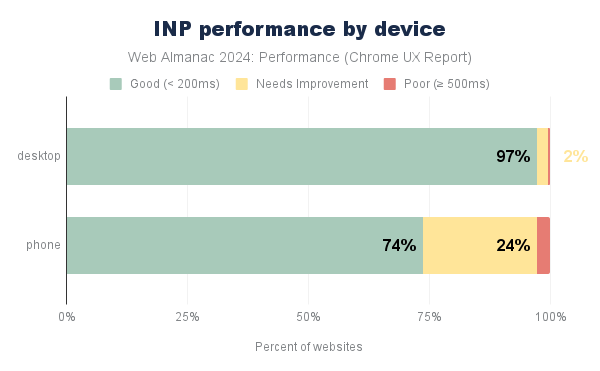 INP performance by device
Web Almanac 2024: Performance (Chrome UX Report)
Good (< 200ms) Needs Improvement Poor (≥ 500ms)
desktop 97% 2%
phone 74% 24%
0% 25% 50% 75% 100%
Percent of websites